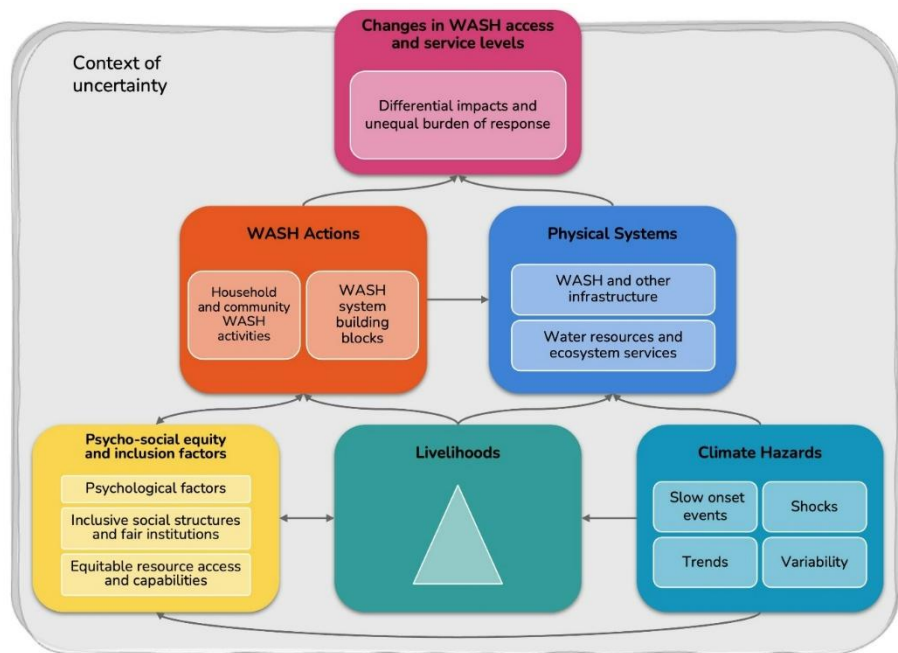 Changes in WASH access
and service levels
Differential impacts and
unequal burden of response
Context of
uncertainty
WASH Actions
Household
and community
WASH
activities
WASH
system
building
blocks
Physical Systems
WASH and other
infrastructure
Water resources and
ecosystem services
Psycho-social equity
and inclusion factors
Psychological factors
Inclusive social structures
and fair institutions
Equitable resource access
and capabilities
Livelihoods
Climate Hazards
Slow onset
events
Shocks
Trends
Variability